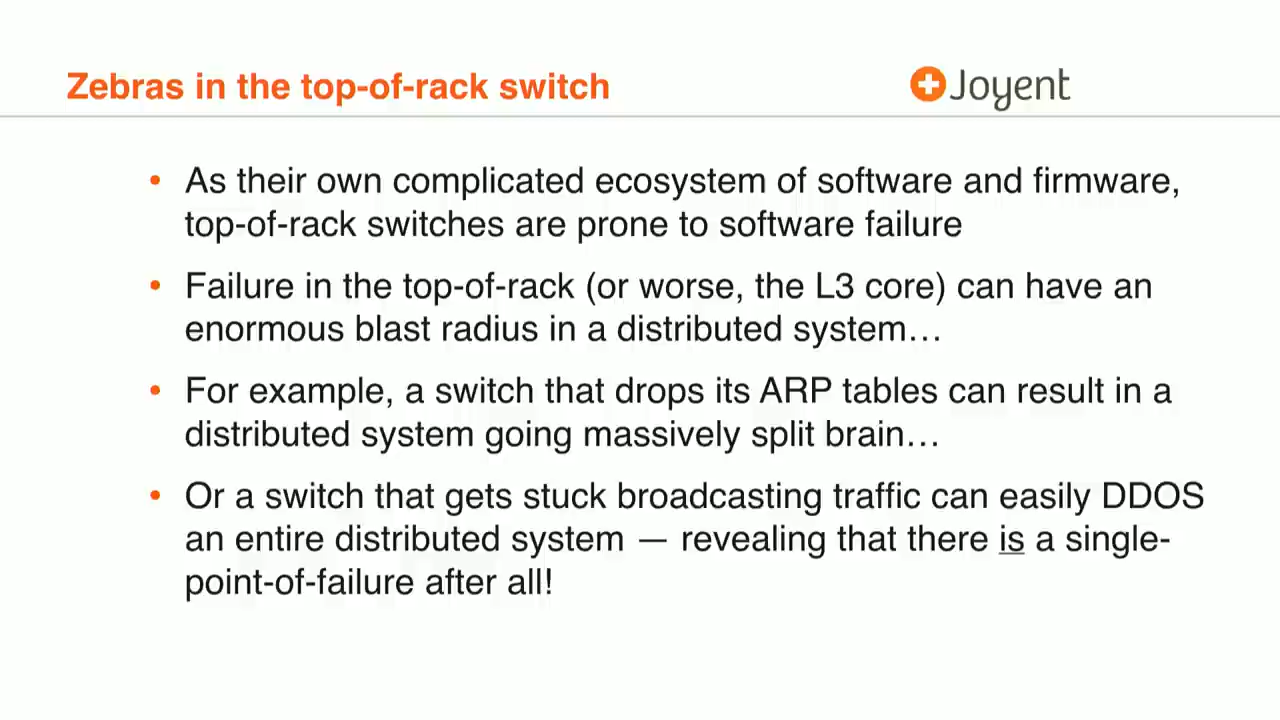 Zebras in the top-of-rack switch
Joyent
• As their own complicated ecosystem of software and firmware,
top-of-rack switches are prone to software failure
• Failure in the top-of-rack (or worse, the L3 core) can have an
enormous blast radius in a distributed system…
• For example, a switch that drops its ARP tables can result in a
distributed system going massively split brain…
• Or a switch that gets stuck broadcasting traffic can easily DDOS
an entire distributed system — revealing that there is a single-
point-of-failure after all!